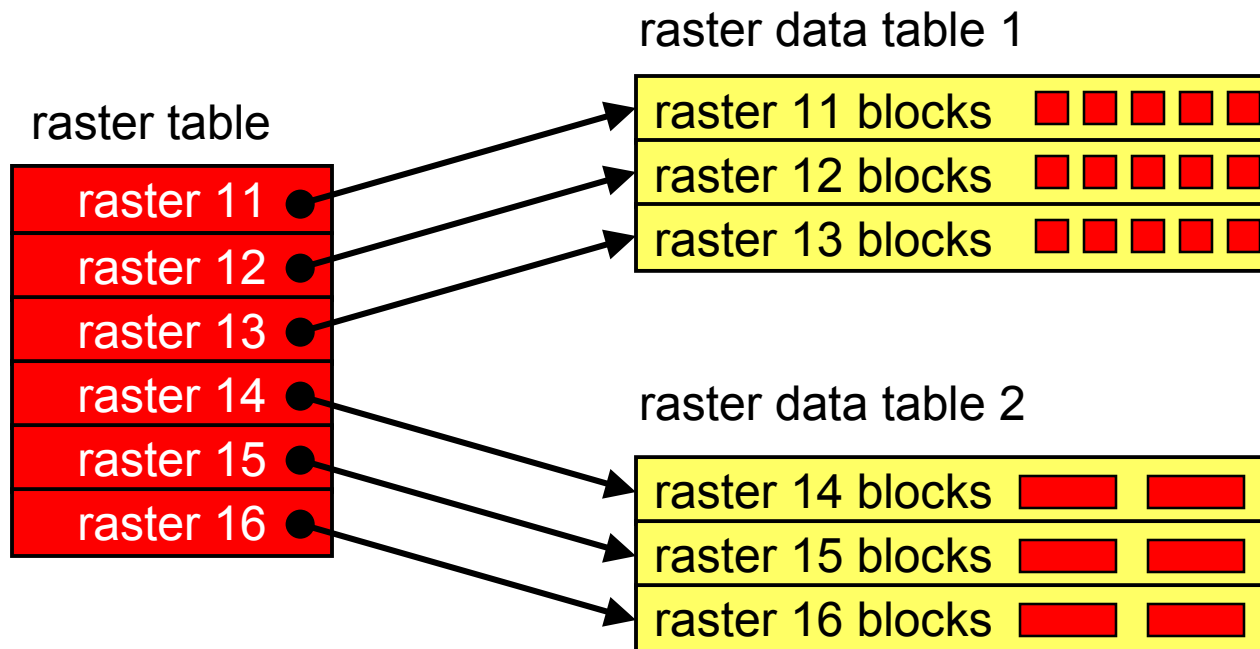 raster table
raster 11
raster 12
raster 13
raster 14
raster 15
raster 16
raster data table 1
raster 11 blocks
raster 12 blocks
raster 13 blocks
raster data table 2
raster 14 blocks
raster 15 blocks
raster 16 blocks